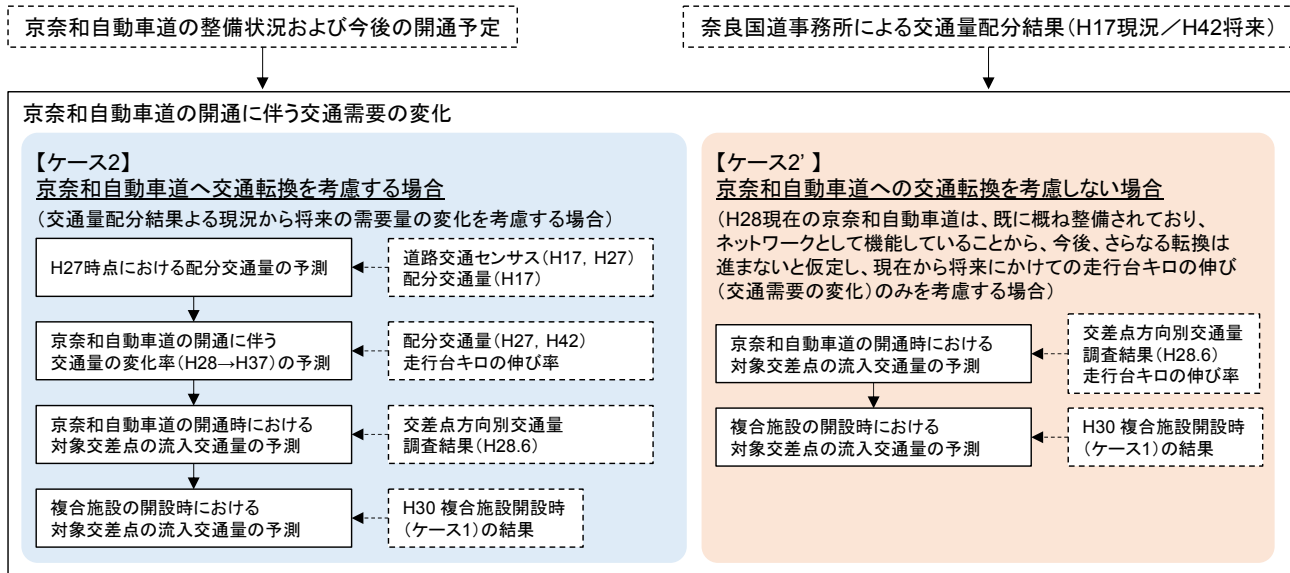 京奈和自動車道の整備状況および今後の開通予定
奈良国道事務所による交通量配分結果(H17現況／H42将来)
京奈和自動車道の開通に伴う交通需要の変化
【ケース2】
京奈和自動車道へ交通転換を考慮する場合
(交通量配分結果よる現況から将来の需要量の変化を考慮する場合)
H27時点における配分交通量の予測
道路交通センサス(H17, H27)
配分交通量(H17)
京奈和自動車道の開通に伴う
交通量の変化率(H28→H37)の予測
配分交通量(H27, H42)
走行台キロの伸び率
京奈和自動車道の開通時における
対象交差点の流入交通量の予測
交差点方向別交通量
調査結果(H28.6)
複合施設の開設時における
対象交差点の流入交通量の予測
H30 複合施設開設時
(ケース1)の結果
【ケース2’ 】
京奈和自動車道への交通転換を考慮しない場合
(H28現在の京奈和自動車道は、既に概ね整備されており、
ネットワークとして機能していることから、今後、さらなる転換は
進まないと仮定し、現在から将来にかけての走行台キロの伸び
(交通需要の変化)のみを考慮する場合)
京奈和自動車道の開通時における
対象交差点の流入交通量の予測
交差点方向別交通量
調査結果(H28.6)
走行台キロの伸び率
複合施設の開設時における
対象交差点の流入交通量の予測
H30 複合施設開設時
(ケース1)の結果